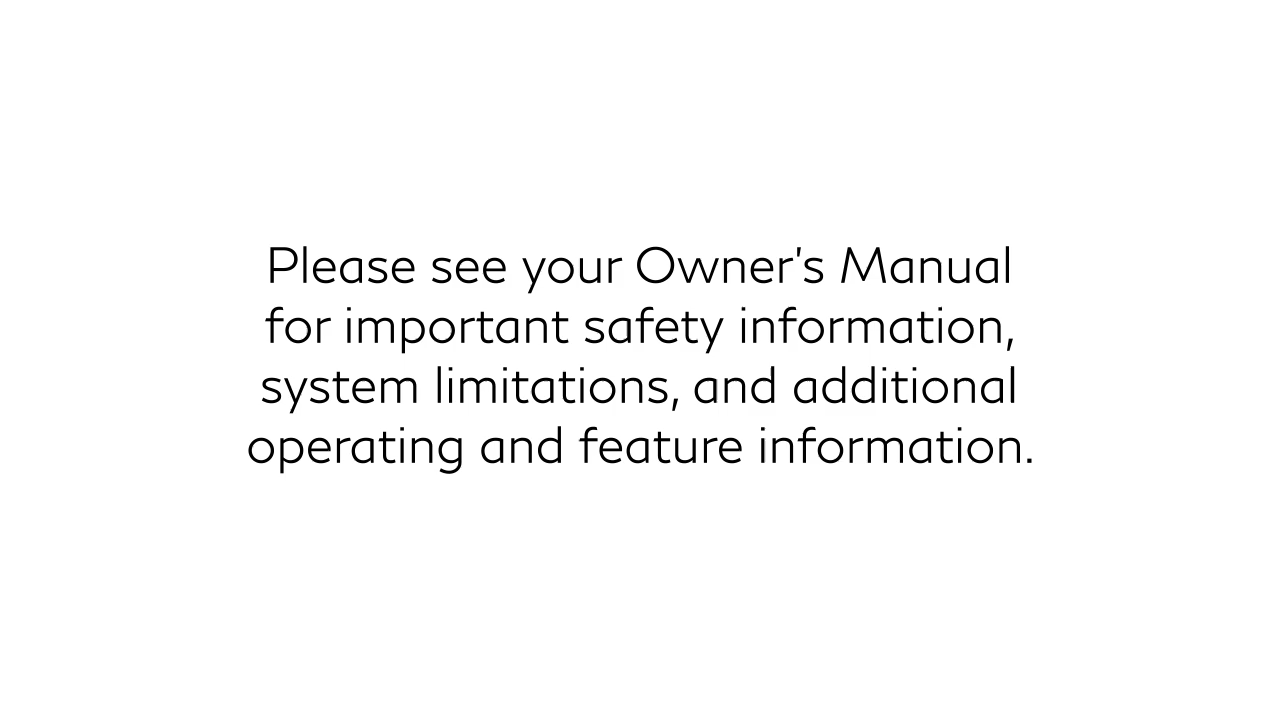 Please see your Owner's Manual
for important safety information,
system limitations, and additional
operating and feature information.